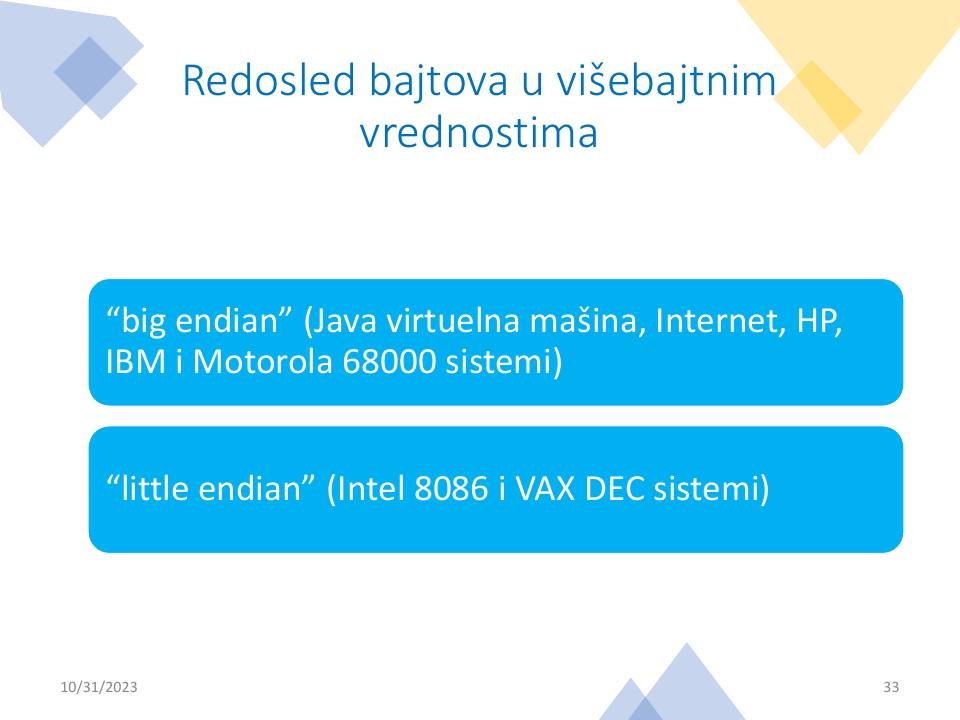 Redosled bajtova u višebajtnim
vrednostima
“big endian” (Java virtuelna mašina, Internet, HP,
IBM i Motorola 68000 sistemi)
“little endian” (Intel 8086 i VAX DEC sistemi)
10/31/2023
33